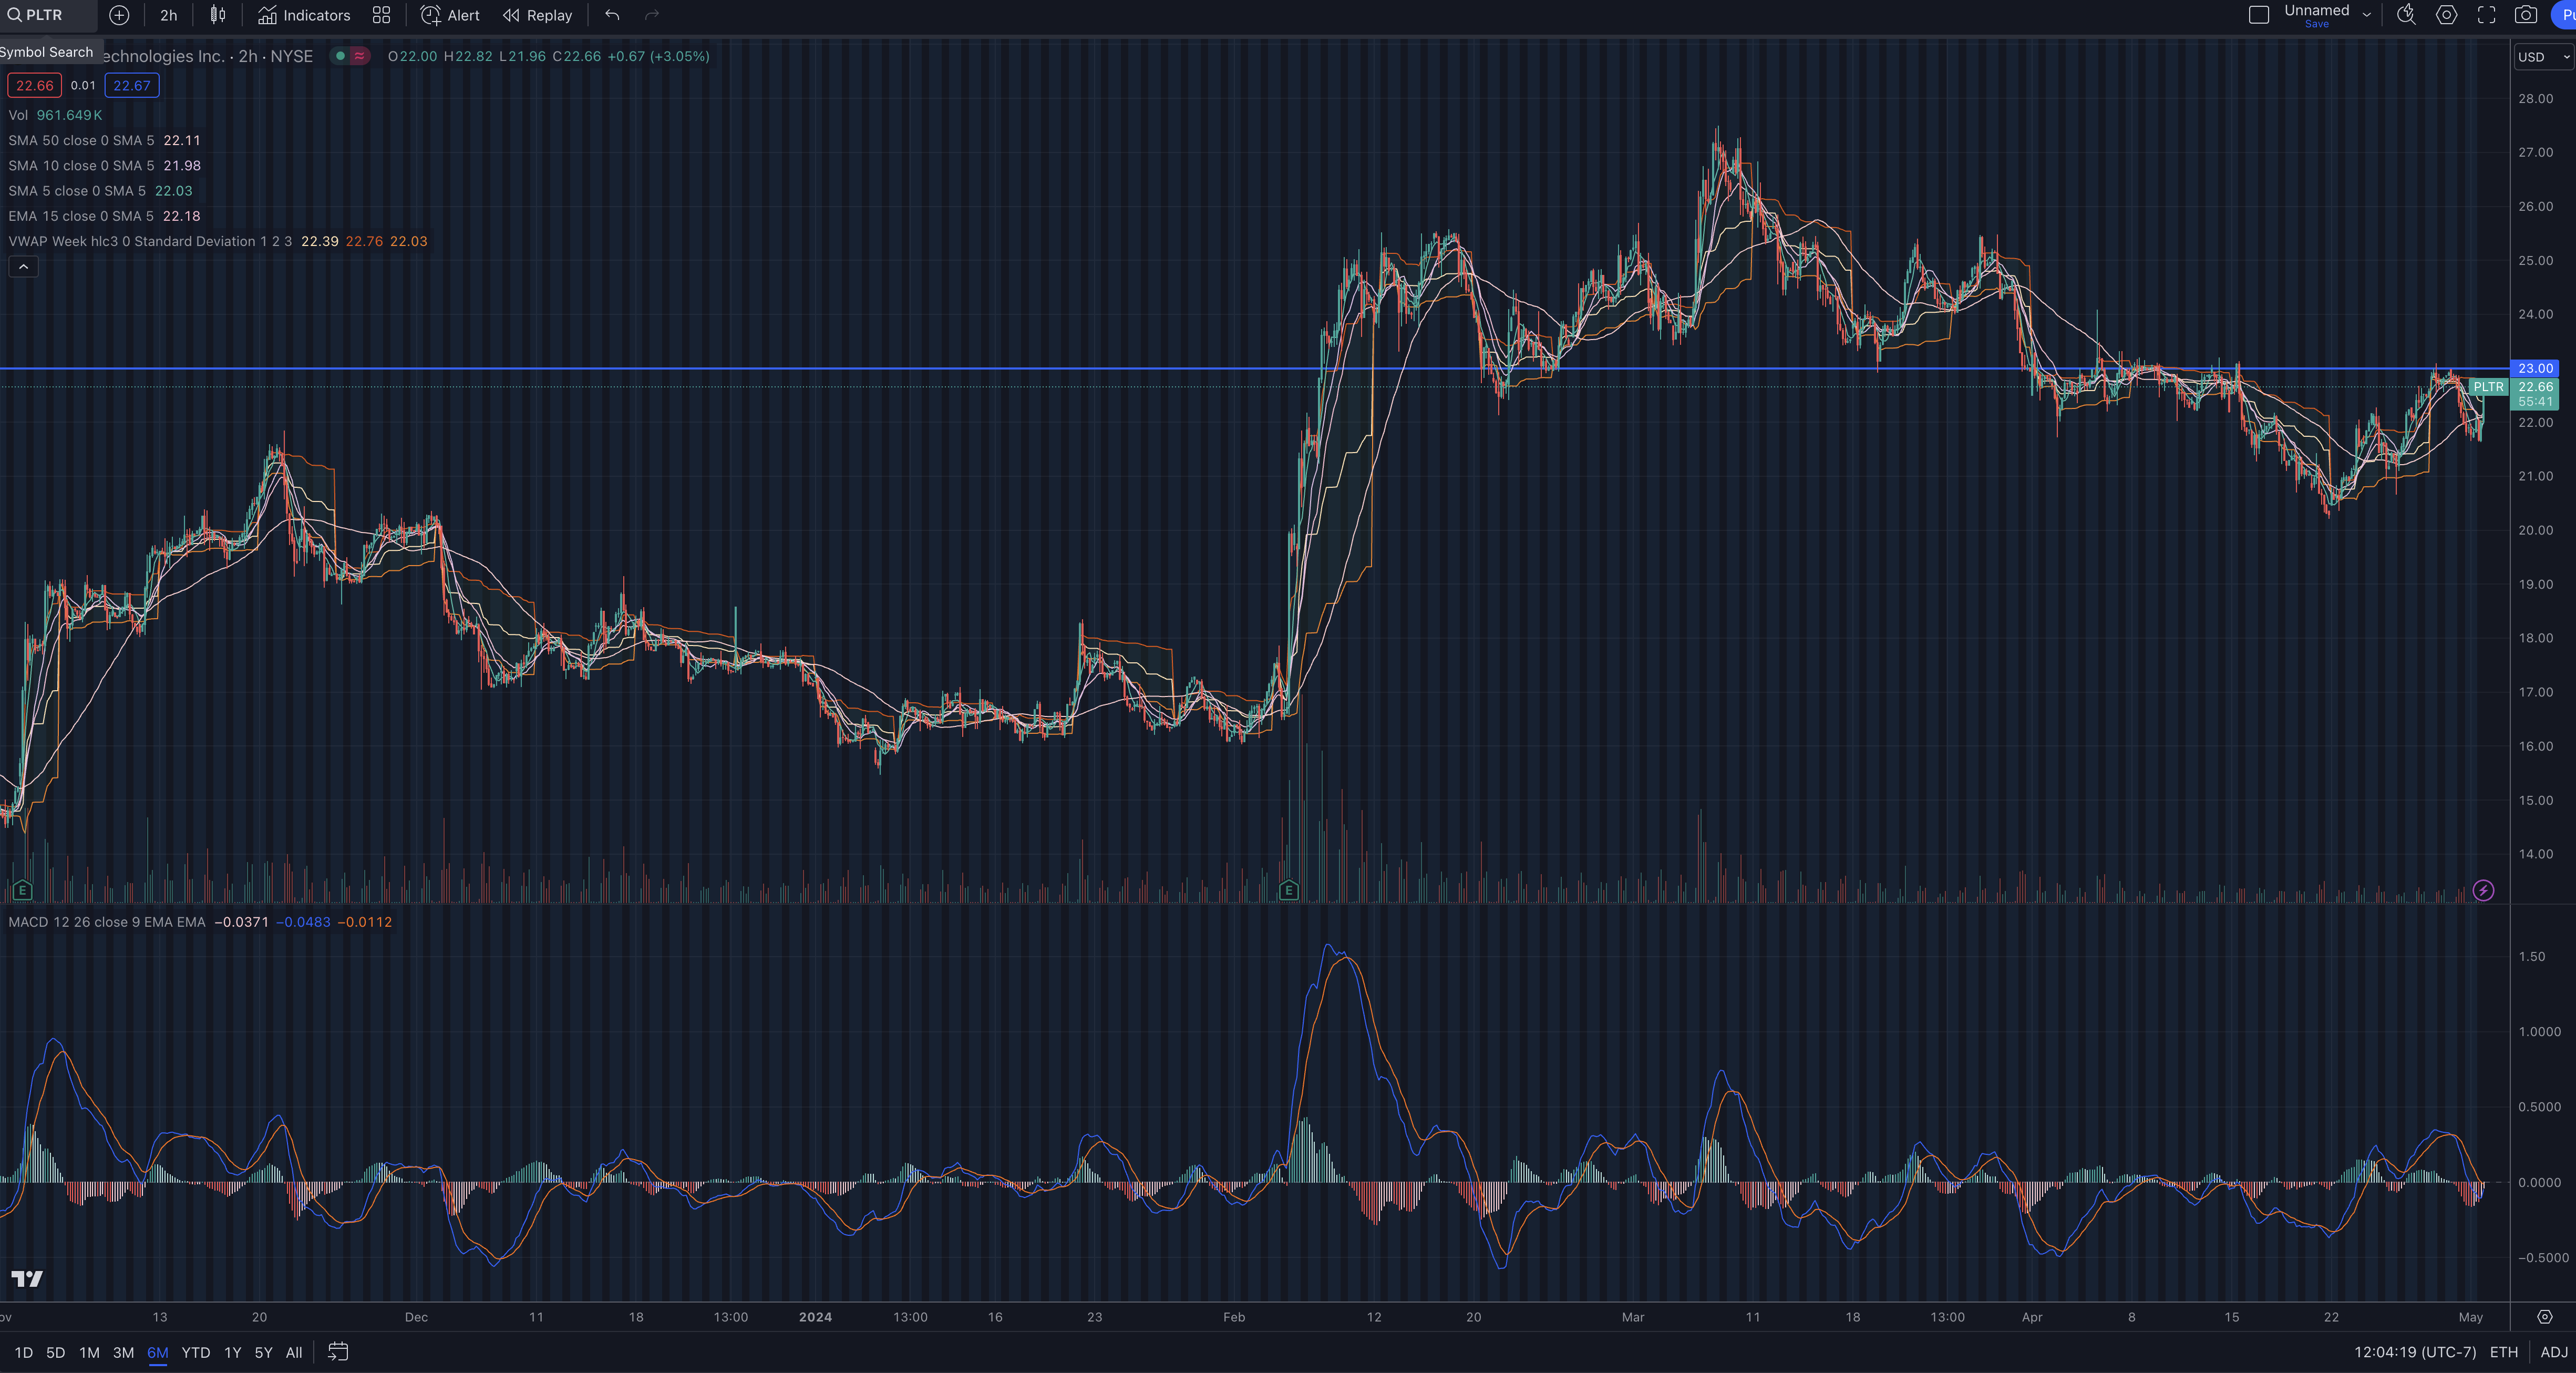 PLTR 2h Indicators Alert Replay Unnamed
Save
Symbol Search
echnologies Inc. · 2h · NYSE O22.00 H22.82 L21.96 C22.66 +0.67 (+3.05%)
USD
22.66 0.01 22.67
Vol 961.649K
SMA 50 close 0 SMA 5 22.11
SMA 10 close 0 SMA 5 21.98
SMA 5 close 0 SMA 5 22.03
EMA 15 close 0 SMA 5 22.18
VWAP Week hlc3 0 Standard Deviation 1 2 3 22.39 22.76 22.03
28.00
27.00
26.00
25.00
24.00
23.00
PLTR 22.66
55:41
22.00
21.00
20.00
19.00
18.00
17.00
16.00
15.00
14.00
E E
MACD 12 26 close 9 EMA EMA −0.0371 −0.0483 −0.0112
1.50
1.0000
0.5000
0.0000
−0.5000
ov 13 20 Dec 11 18 13:00 2024 13:00 16 23 Feb 12 20 Mar 11 18 13:00 Apr 8 15 22 May
1D 5D 1M 3M 6M YTD 1Y 5Y All 12:04:19 (UTC-7) ETH ADJ